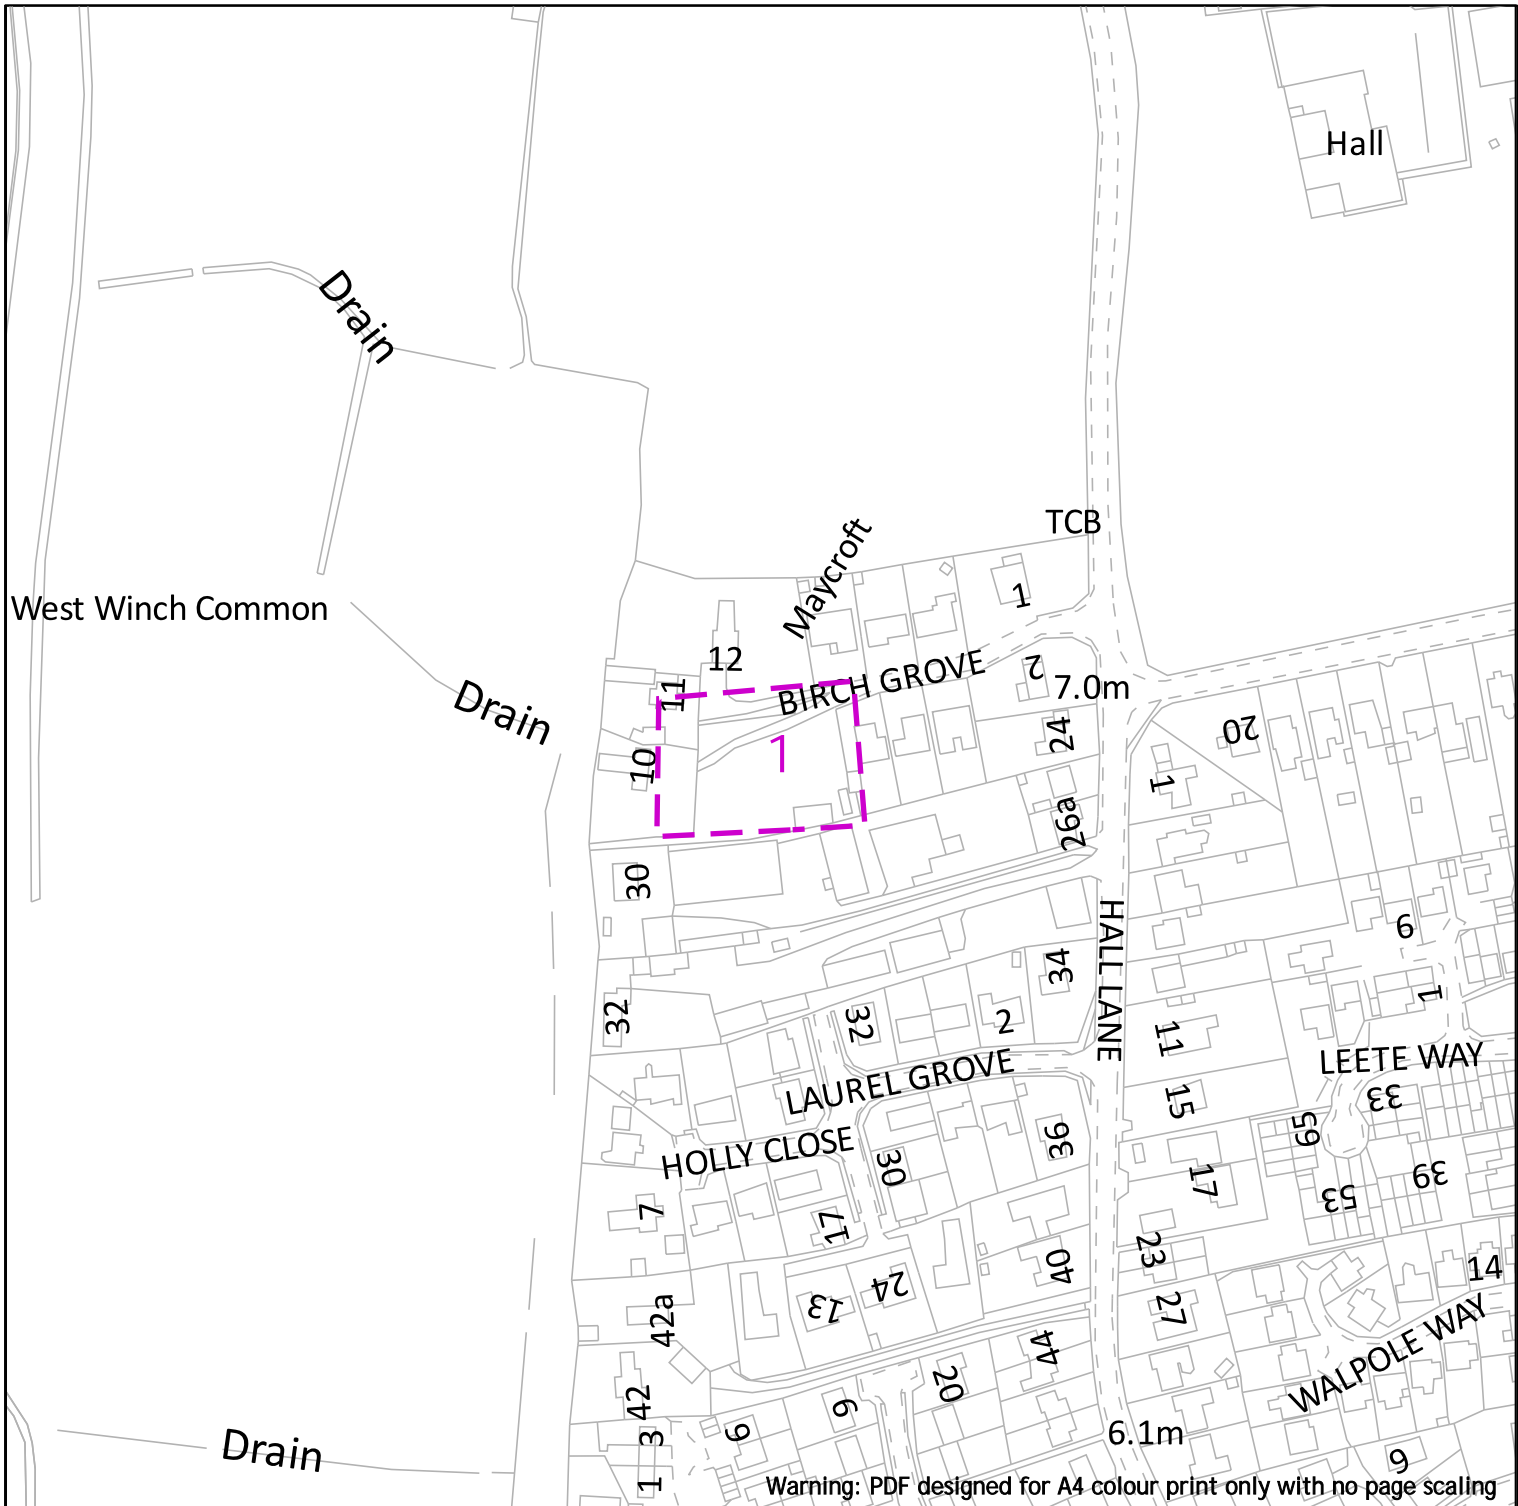 Hall
Drain
TCB
Maycroft
1
West Winch Common
12
BIRCH GROVE
2
7.0m
11
Drain
24
20
1
10
1
26a
30
HALL LANE
9
34
1
32
32
2
11
LEETE WAY
LAUREL GROVE
15
33
65
36
HOLLY CLOSE
30
17
39
53
7
17
23
40
14
24
13
27
42a
44
WALPOLE WAY
20
42
9
9
3
6.1m
Drain
9
1
Warning: PDF designed for A4 colour print only with no page scaling